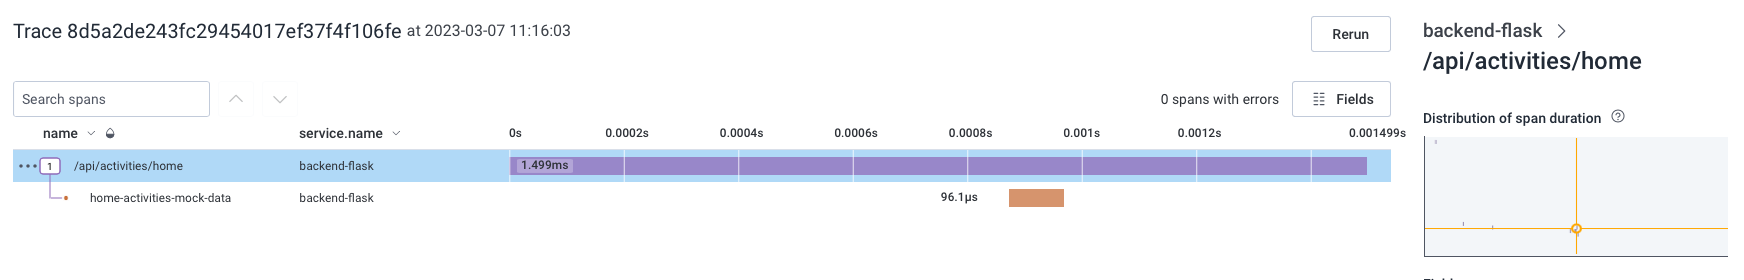 Trace 8d5a2de243fc29454017ef37f4f106fe at 2023-03-07 11:16:03
Rerun
Search spans
0 spans with errors
Fields
name service.name 0s 0.0002s 0.0004s 0.0006s 0.0008s 0.001s 0.0012s 0.001499s
1 /api/activities/home backend-flask 1.499ms
home-activities-mock-data backend-flask 96.1µs
backend-flask
/api/activities/home
Distribution of span duration